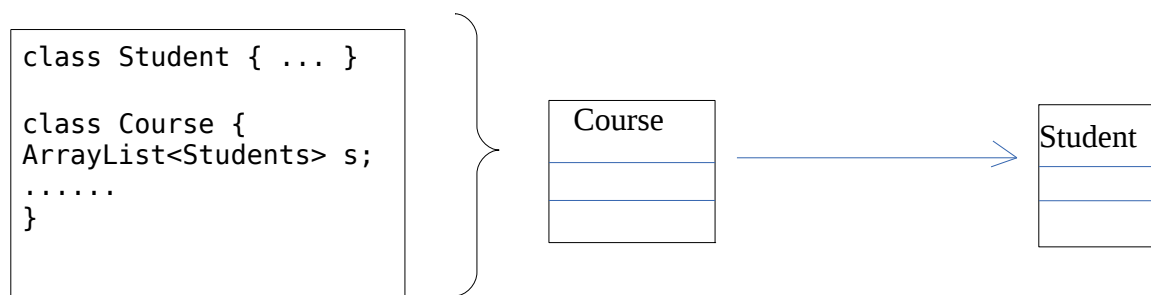 class Student { ... }
class Course {
ArrayList<Students> s;
......
}
Course
Student